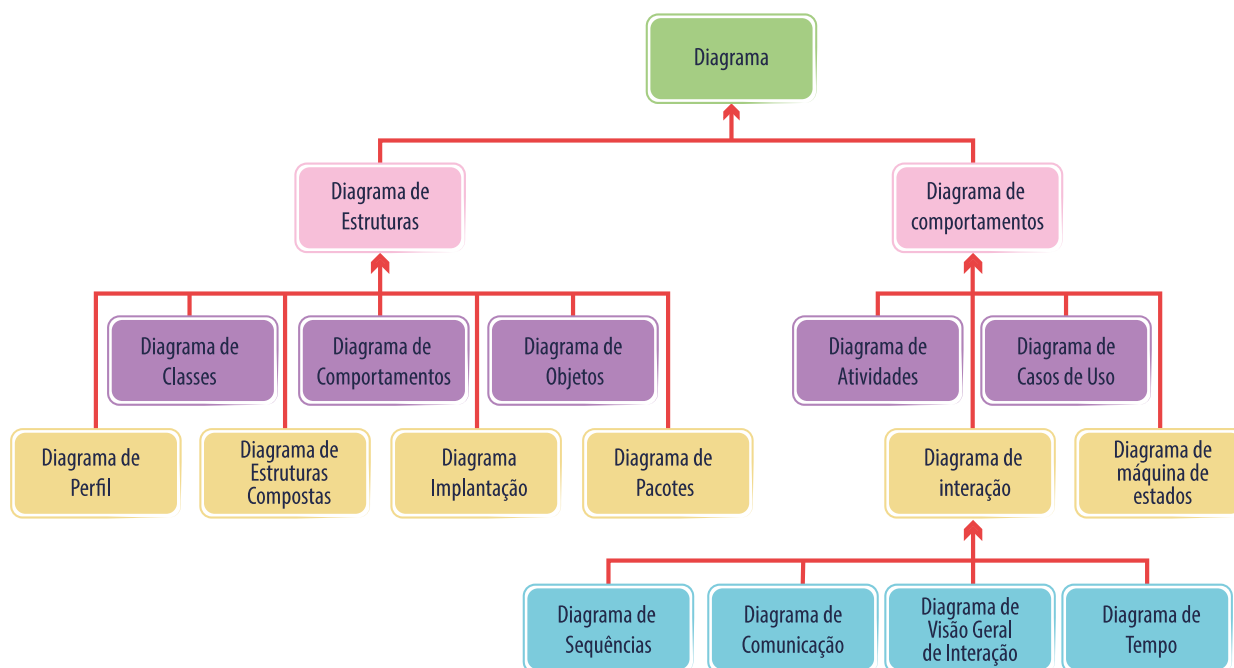 Diagrama
Diagrama de
Estruturas
Diagrama de
comportamentos
Diagrama de
Classes
Diagrama de
Comportamentos
Diagrama de
Objetos
Diagrama de
Atividades
Diagrama de
Casos de Uso
Diagrama de
Perfil
Diagrama de
Estruturas
Compostas
Diagrama
Implantação
Diagrama de
Pacotes
Diagrama de
interação
Diagrama de
máquina de
estados
Diagrama de
Sequências
Diagrama de
Comunicação
Diagrama de
Visão Geral
de Interação
Diagrama de
Tempo